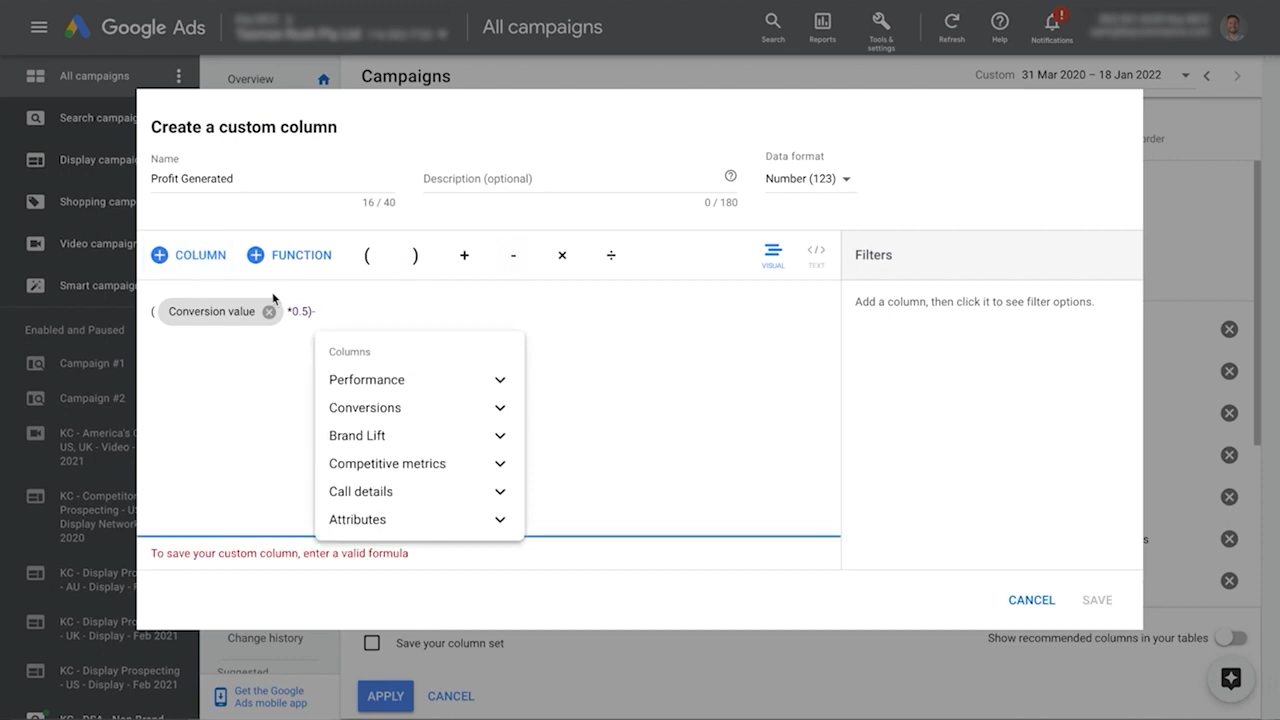 Google Ads
All campaigns
Search
Reports
Tools &
settings
Refresh
Help
!
Notifications
All campaigns
Overview
Campaigns
Custom 31 Mar 2020 – 18 Jan 2022
Search campaig
Display campai
Shopping camp
Video campaign
Smart campaign
Enabled and Paused
Campaign #1
Campaign #2
KC - America's C
US, UK - Video -
2021
KC - Competitor
Prospecting - US
Display Network
2020
KC - Display Pro
- AU - Display - F
KC - Display Pro
- UK - Display - Feb 2021
KC - Display Prospecting
- US - Display - Feb 2021
KC - DSA - Non Brand
Create a custom column
Name
Profit Generated
16 / 40
Description (optional)
0 / 180
Data format
Number (123)
COLUMN
FUNCTION
( ) + - × ÷
VISUAL
</>
TEXT
Filters
Add a column, then click it to see filter options.
( Conversion value *0.5)-
Columns
Performance
Conversions
Brand Lift
Competitive metrics
Call details
Attributes
To save your custom column, enter a valid formula
CANCEL
SAVE
order
s
Change history
Suggested
Get the Google
Ads mobile app
Save your column set
Show recommended columns in your tables
APPLY
CANCEL